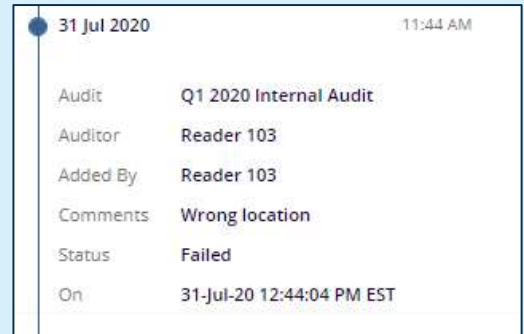 31 Jul 2020 11:44 AM
Audit Q1 2020 Internal Audit
Auditor Reader 103
Added By Reader 103
Comments Wrong location
Status Failed
On 31-Jul-20 12:44:04 PM EST